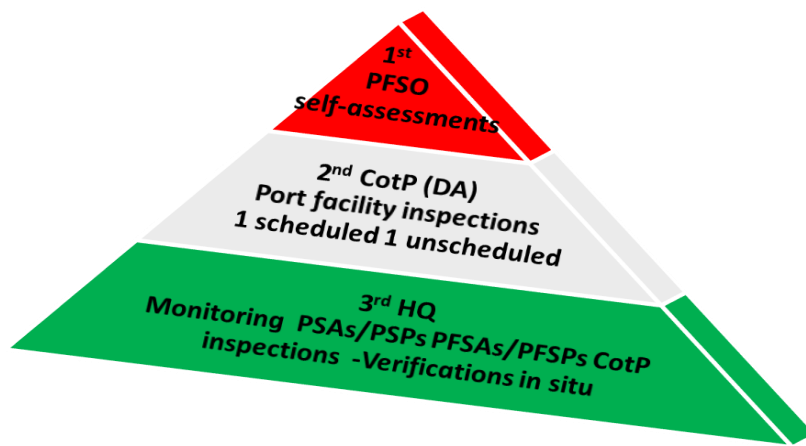 1st
PFSO
self-assessments
2nd CotP (DA)
Port facility inspections
1 scheduled 1 unscheduled
3rd HQ
Monitoring PSAs/PSPs PFSAs/PFSPs CotP
inspections -Verifications in situ